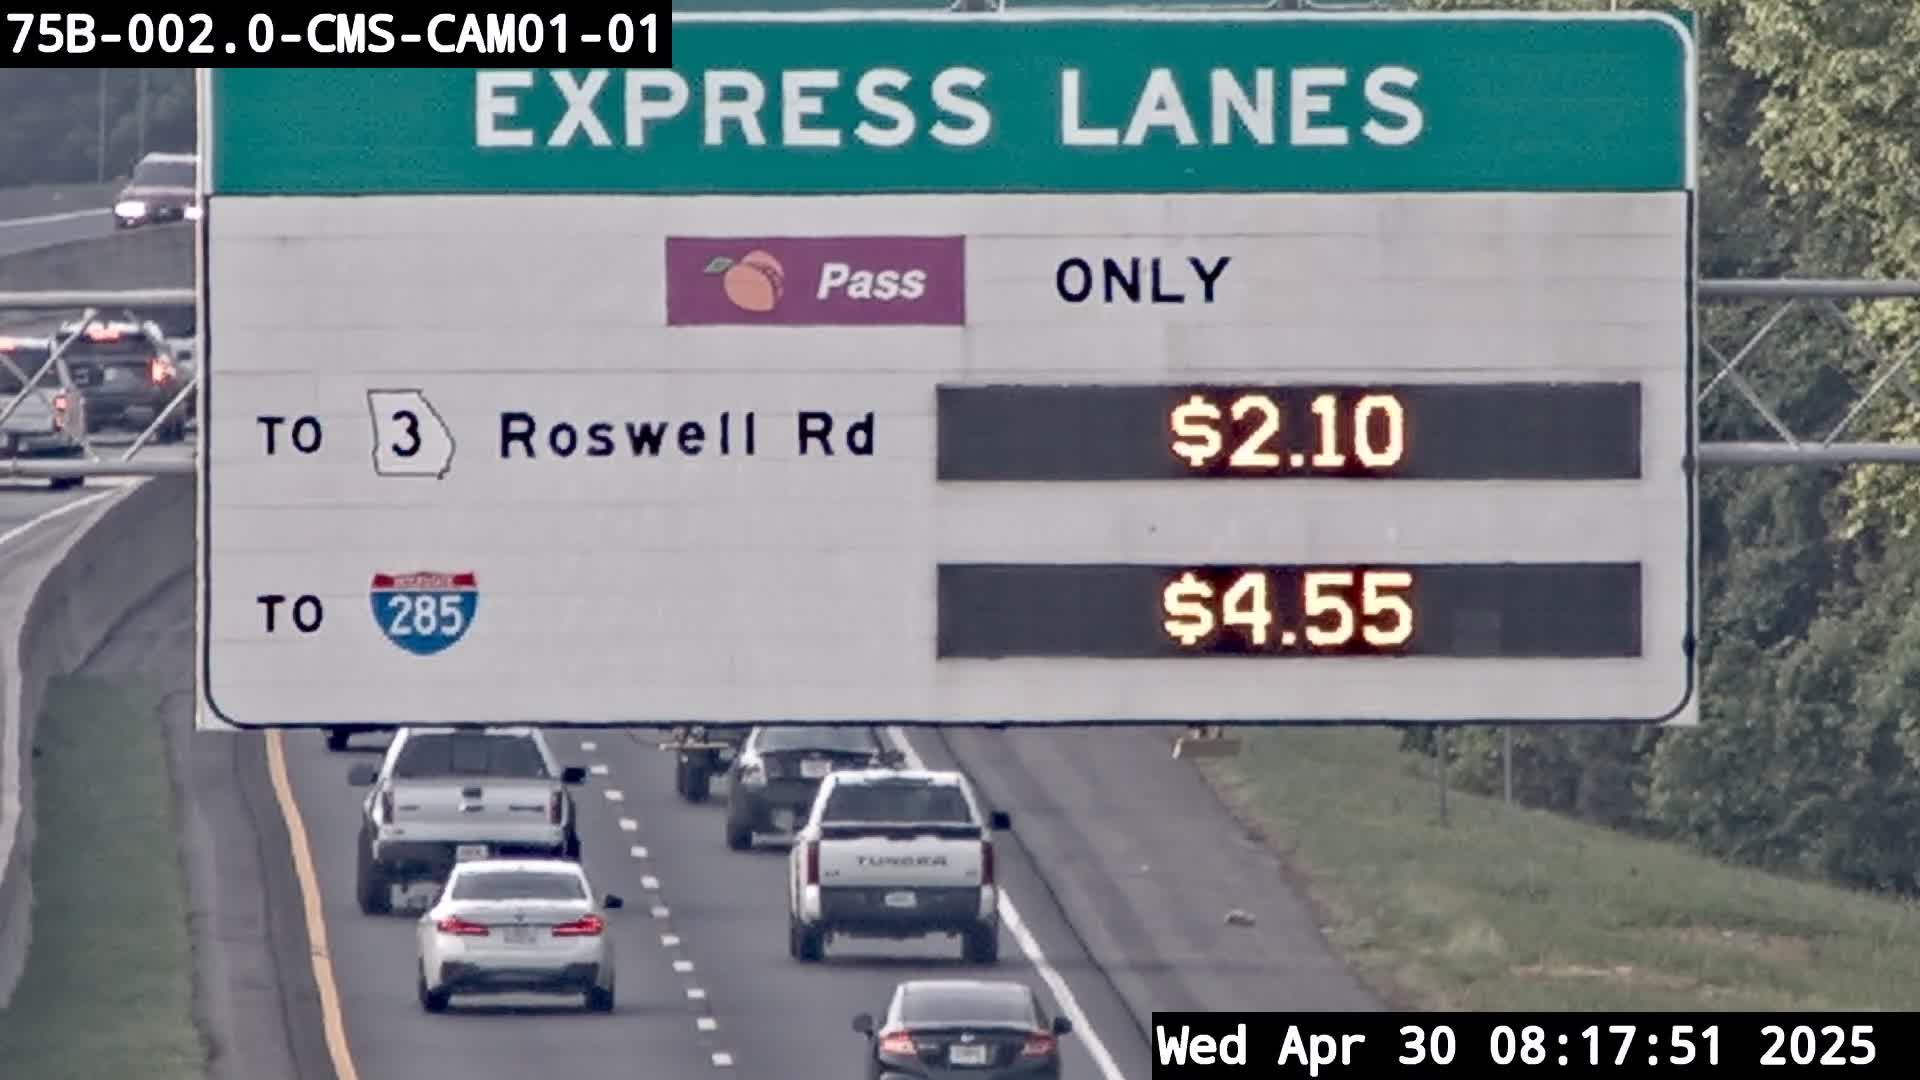 75B-002.0-CMS-CAM01-01
EXPRESS LANES
Pass ONLY
TO 3 Roswell Rd $2.10
TO 285 $4.55
TUNDRA
Wed Apr 30 08:17:51 2025